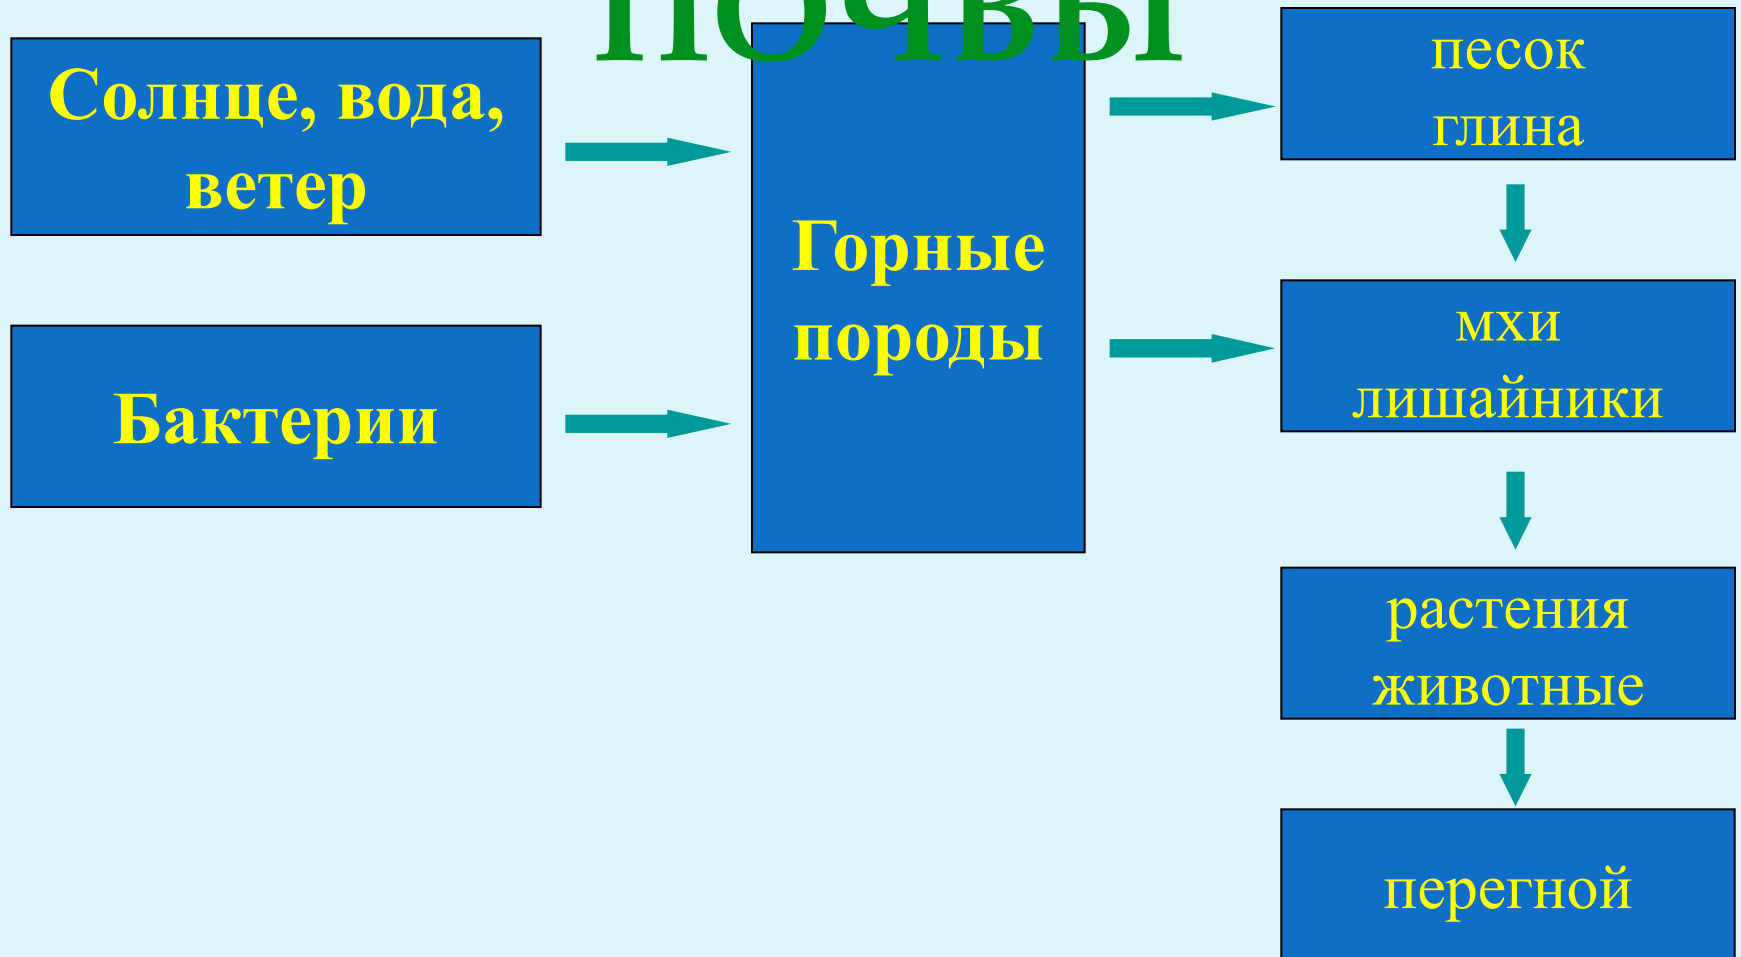 почвы
Солнце, вода,
ветер
Бактерии
Горные
породы
песок
глина
мхи
лишайники
растения
животные
перегной